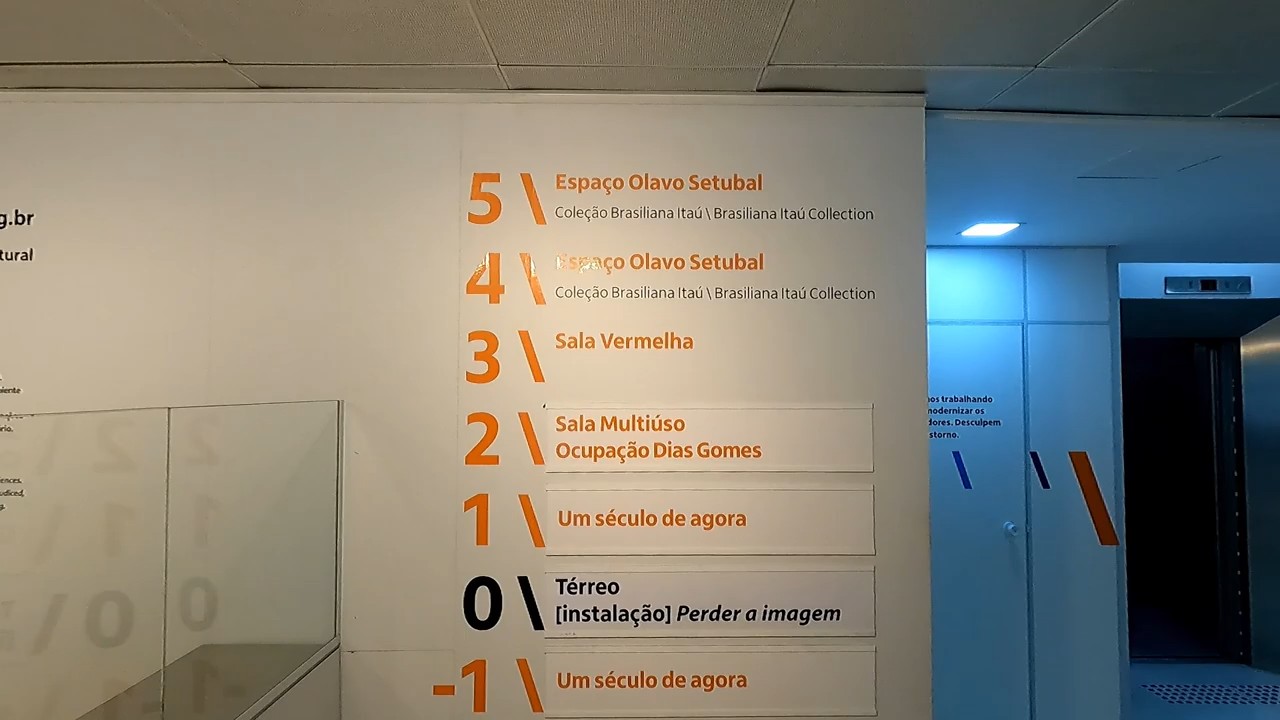 g.br
tural
5 \ Espaço Olavo Setubal
Coleção Brasiliana Itaú \ Brasiliana Itaú Collection
4 \ Espaço Olavo Setubal
Coleção Brasiliana Itaú \ Brasiliana Itaú Collection
3 \ Sala Vermelha
2 \ Sala Multiúso
Ocupação Dias Gomes
1 \ Um século de agora
0 \ Térreo
[instalação] Perder a imagem
-1 \ Um século de agora
os trabalhando
modernizar os
dores. Desculpem
storno.